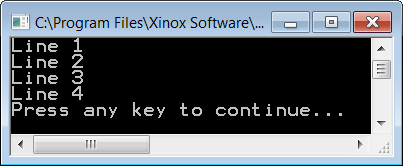 C:\Program Files\Xinox Software\...
Line 1
Line 2
Line 3
Line 4
Press any key to continue...